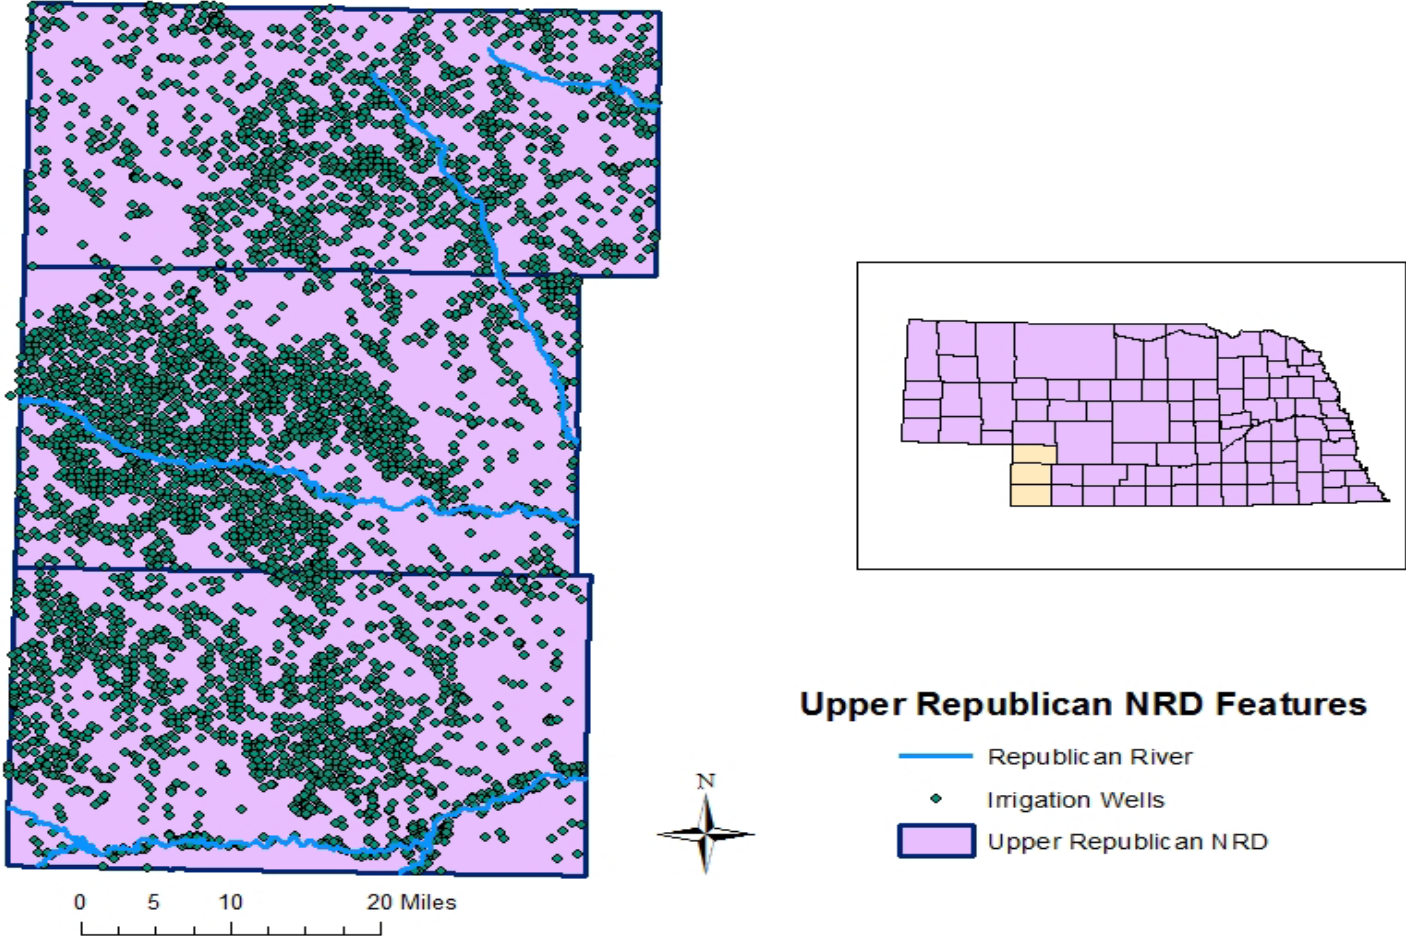 Upper Republican NRD Features
Republican River
Irrigation Wells
Upper Republican NRD
N
0 5 10 20 Miles